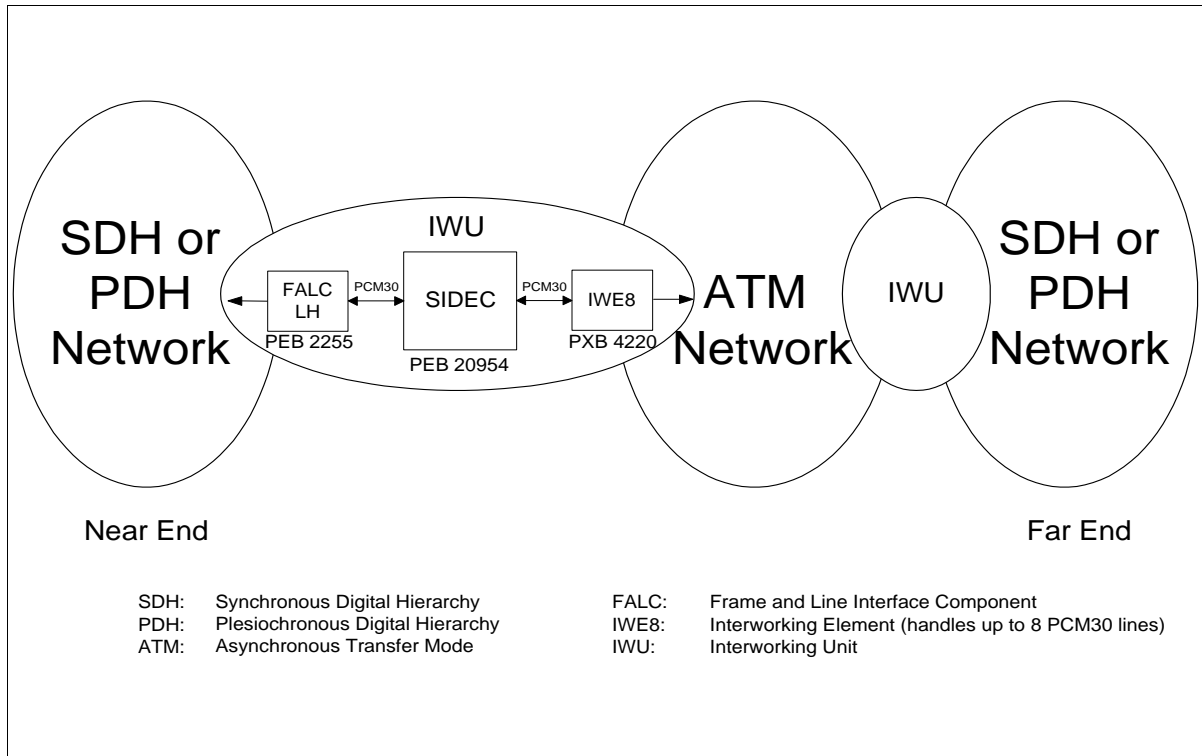 SDH or
PDH
Network
IWU
FALC
LH
PEB 2255
PCM30
SIDEC
PEB 20954
PCM30
IWE8
PXB 4220
ATM
Network
IWU
SDH or
PDH
Network
Near End
Far End
SDH: Synchronous Digital Hierarchy
PDH: Plesiochronous Digital Hierarchy
ATM: Asynchronous Transfer Mode
FALC: Frame and Line Interface Component
IWE8: Interworking Element (handles up to 8 PCM30 lines)
IWU: Interworking Unit